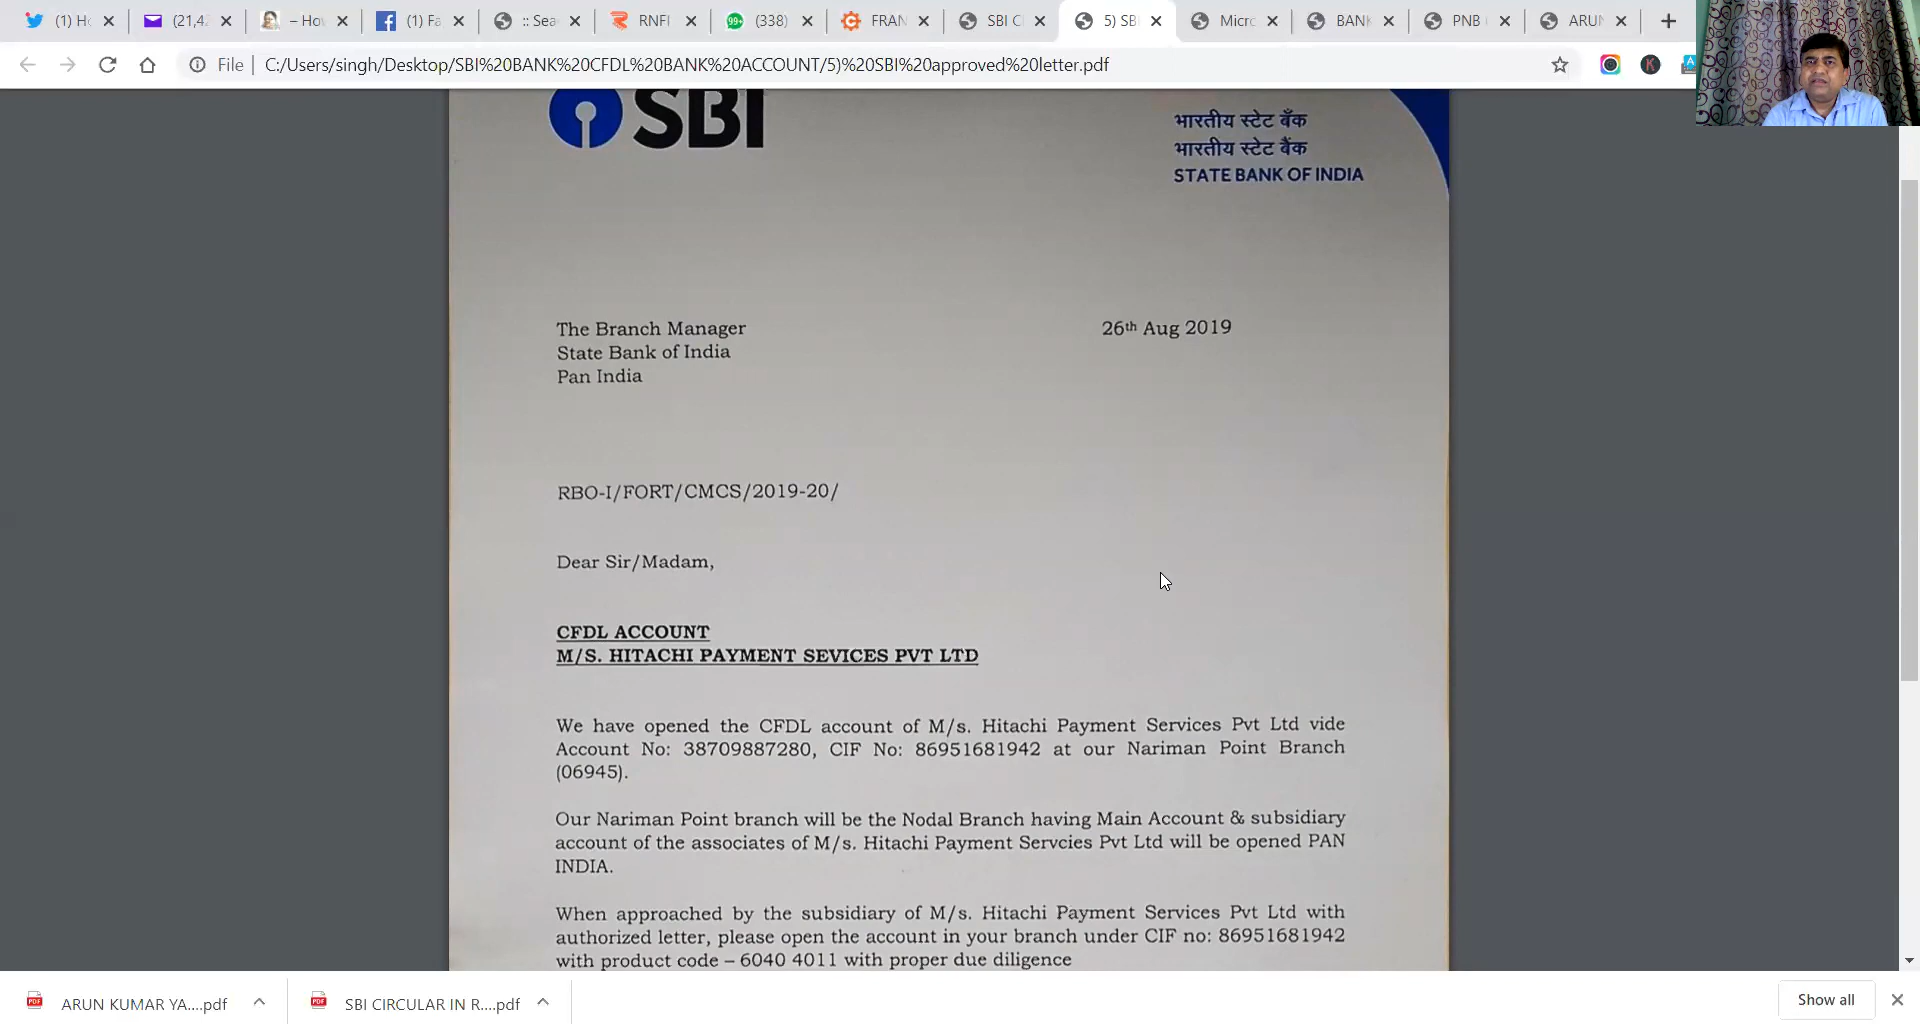 (1) Ho
(21,4
– How
(1) Fa
:: Sea
RNFI
99+
(338)
FRAN
SBI C
5) SBI
Micro
BANK
PNB
ARUN
File
C:/Users/singh/Desktop/SBI%20BANK%20CFDL%20BANK%20ACCOUNT/5)%20SBI%20approved%20letter.pdf
K
A
SBI
भारतीय स्टेट बँक
भारतीय स्टेट बैंक
STATE BANK OF INDIA
The Branch Manager
26th Aug 2019
State Bank of India
Pan India
RBO-I/FORT/CMCS/2019-20/
Dear Sir/Madam,
CFDL ACCOUNT
M/S. HITACHI PAYMENT SEVICES PVT LTD
We have opened the CFDL account of M/s. Hitachi Payment Services Pvt Ltd vide
Account No: 38709887280, CIF No: 86951681942 at our Nariman Point Branch
(06945).
Our Nariman Point branch will be the Nodal Branch having Main Account & subsidiary
account of the associates of M/s. Hitachi Payment Servcies Pvt Ltd will be opened PAN
INDIA.
When approached by the subsidiary of M/s. Hitachi Payment Services Pvt Ltd with
authorized letter, please open the account in your branch under CIF no: 86951681942
with product code – 6040 4011 with proper due diligence
PDF
ARUN KUMAR YA....pdf
PDF
SBI CIRCULAR IN R....pdf
Show all